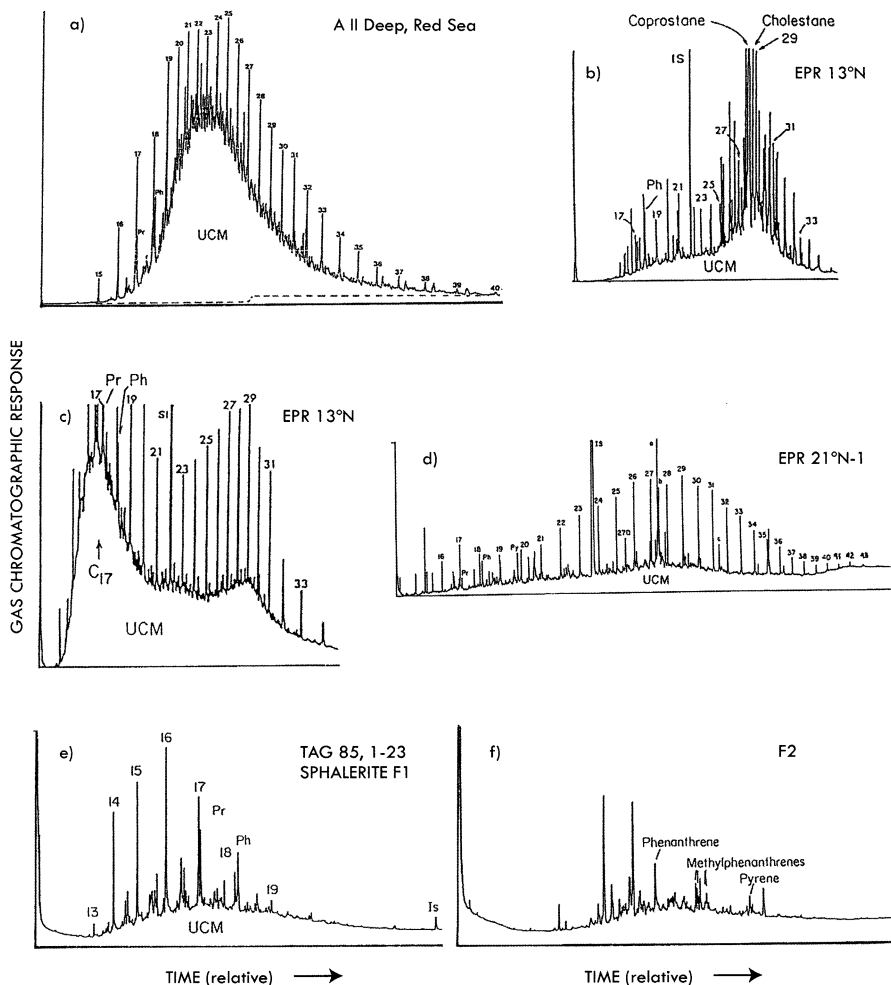 a)
A II Deep, Red Sea
15
16
17
Pr
18
Ph
19
20
21
22
23
24
25
26
27
28
29
30
31
32
33
34
35
36
37
38
39
40
UCM
b)
EPR 13°N
Coprostane
Cholestane
29
IS
17
Ph
19
21
23
25
27
31
33
UCM
GAS CHROMATOGRAPHIC RESPONSE
c)
EPR 13°N
17
Pr
Ph
19
21
SI
23
25
27
29
31
33
C17
UCM
d)
EPR 21°N-1
16
17
Pr
18
Ph
19
Pr
20
21
22
23
IS
24
25
270
26
27
a
b
28
29
30
31
c
32
33
34
35
36
37
38
39
40
41
42
43
UCM
e)
TAG 85, 1-23
SPHALERITE F1
13
14
15
16
17
Pr
18
Ph
19
Is
UCM
f)
F2
Phenanthrene
Methylphenanthrenes
Pyrene
TIME (relative)
TIME (relative)